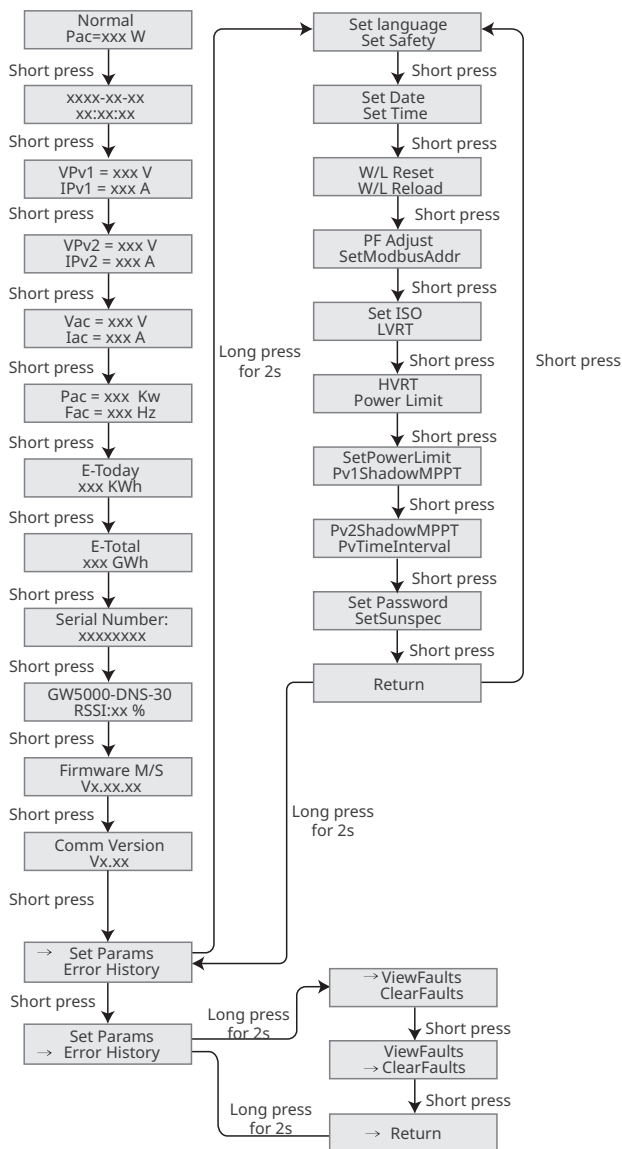 Normal
Pac=xxx W
Short press
xxxx-xx-xx
xx:xx:xx
Short press
VPv1 = xxx V
IPv1 = xxx A
Short press
VPv2 = xxx V
IPv2 = xxx A
Short press
Vac = xxx V
Iac = xxx A
Short press
Pac = xxx Kw
Fac = xxx Hz
Short press
E-Today
xxx KWh
Short press
E-Total
xxx GWh
Short press
Serial Number:
xxxxxxxx
Short press
GW5000-DNS-30
RSSI:xx %
Short press
Firmware M/S
Vx.xx.xx
Short press
Comm Version
Vx.xx
Short press
→ Set Params
Error History
Short press
Set Params
→ Error History
Long press
for 2s
Set language
Set Safety
Short press
Set Date
Set Time
Short press
W/L Reset
W/L Reload
Short press
PF Adjust
SetModbusAddr
Short press
Set ISO
LVRT
Short press
HVRT
Power Limit
Short press
SetPowerLimit
Pv1ShadowMPPT
Short press
Pv2ShadowMPPT
PvTimeInterval
Short press
Set Password
SetSunspec
Short press
Return
Short press
Long press
for 2s
Long press
for 2s
→ ViewFaults
ClearFaults
Short press
ViewFaults
→ ClearFaults
Short press
→ Return
Long press
for 2s